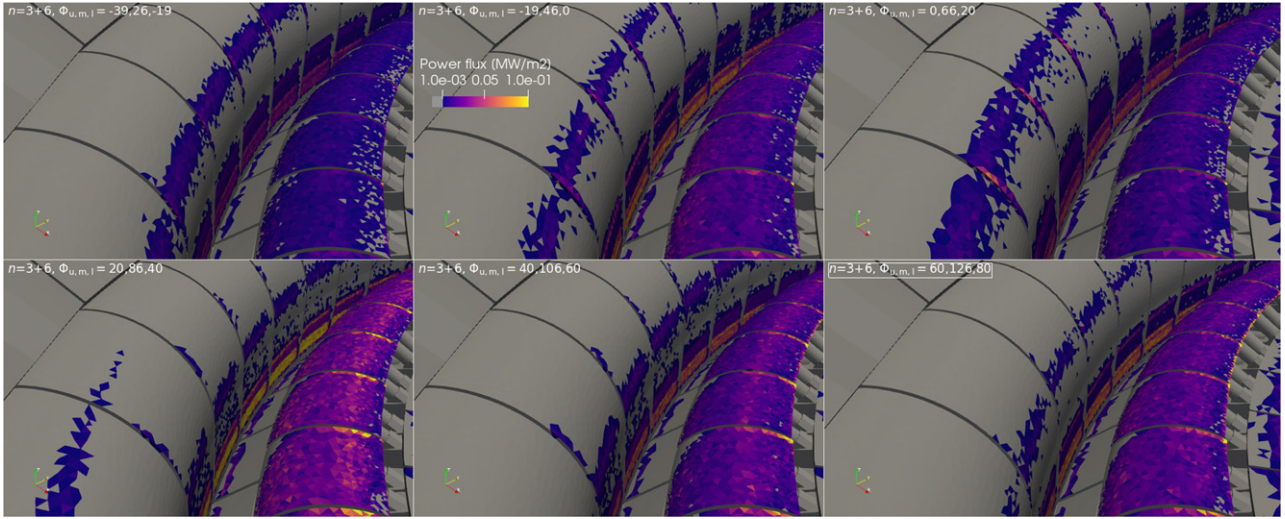 n=3+6, Φu,m,l = -39,26,-19
n=3+6, Φu,m,l = -19,46,0
n=3+6, Φu,m,l = 0,66,20
Power flux (MW/m2)
1.0e-03 0.05 1.0e-01
n=3+6, Φu,m,l = 20,86,40
n=3+6, Φu,m,l = 40,106,60
n=3+6, Φu,m,l = 60,126,80